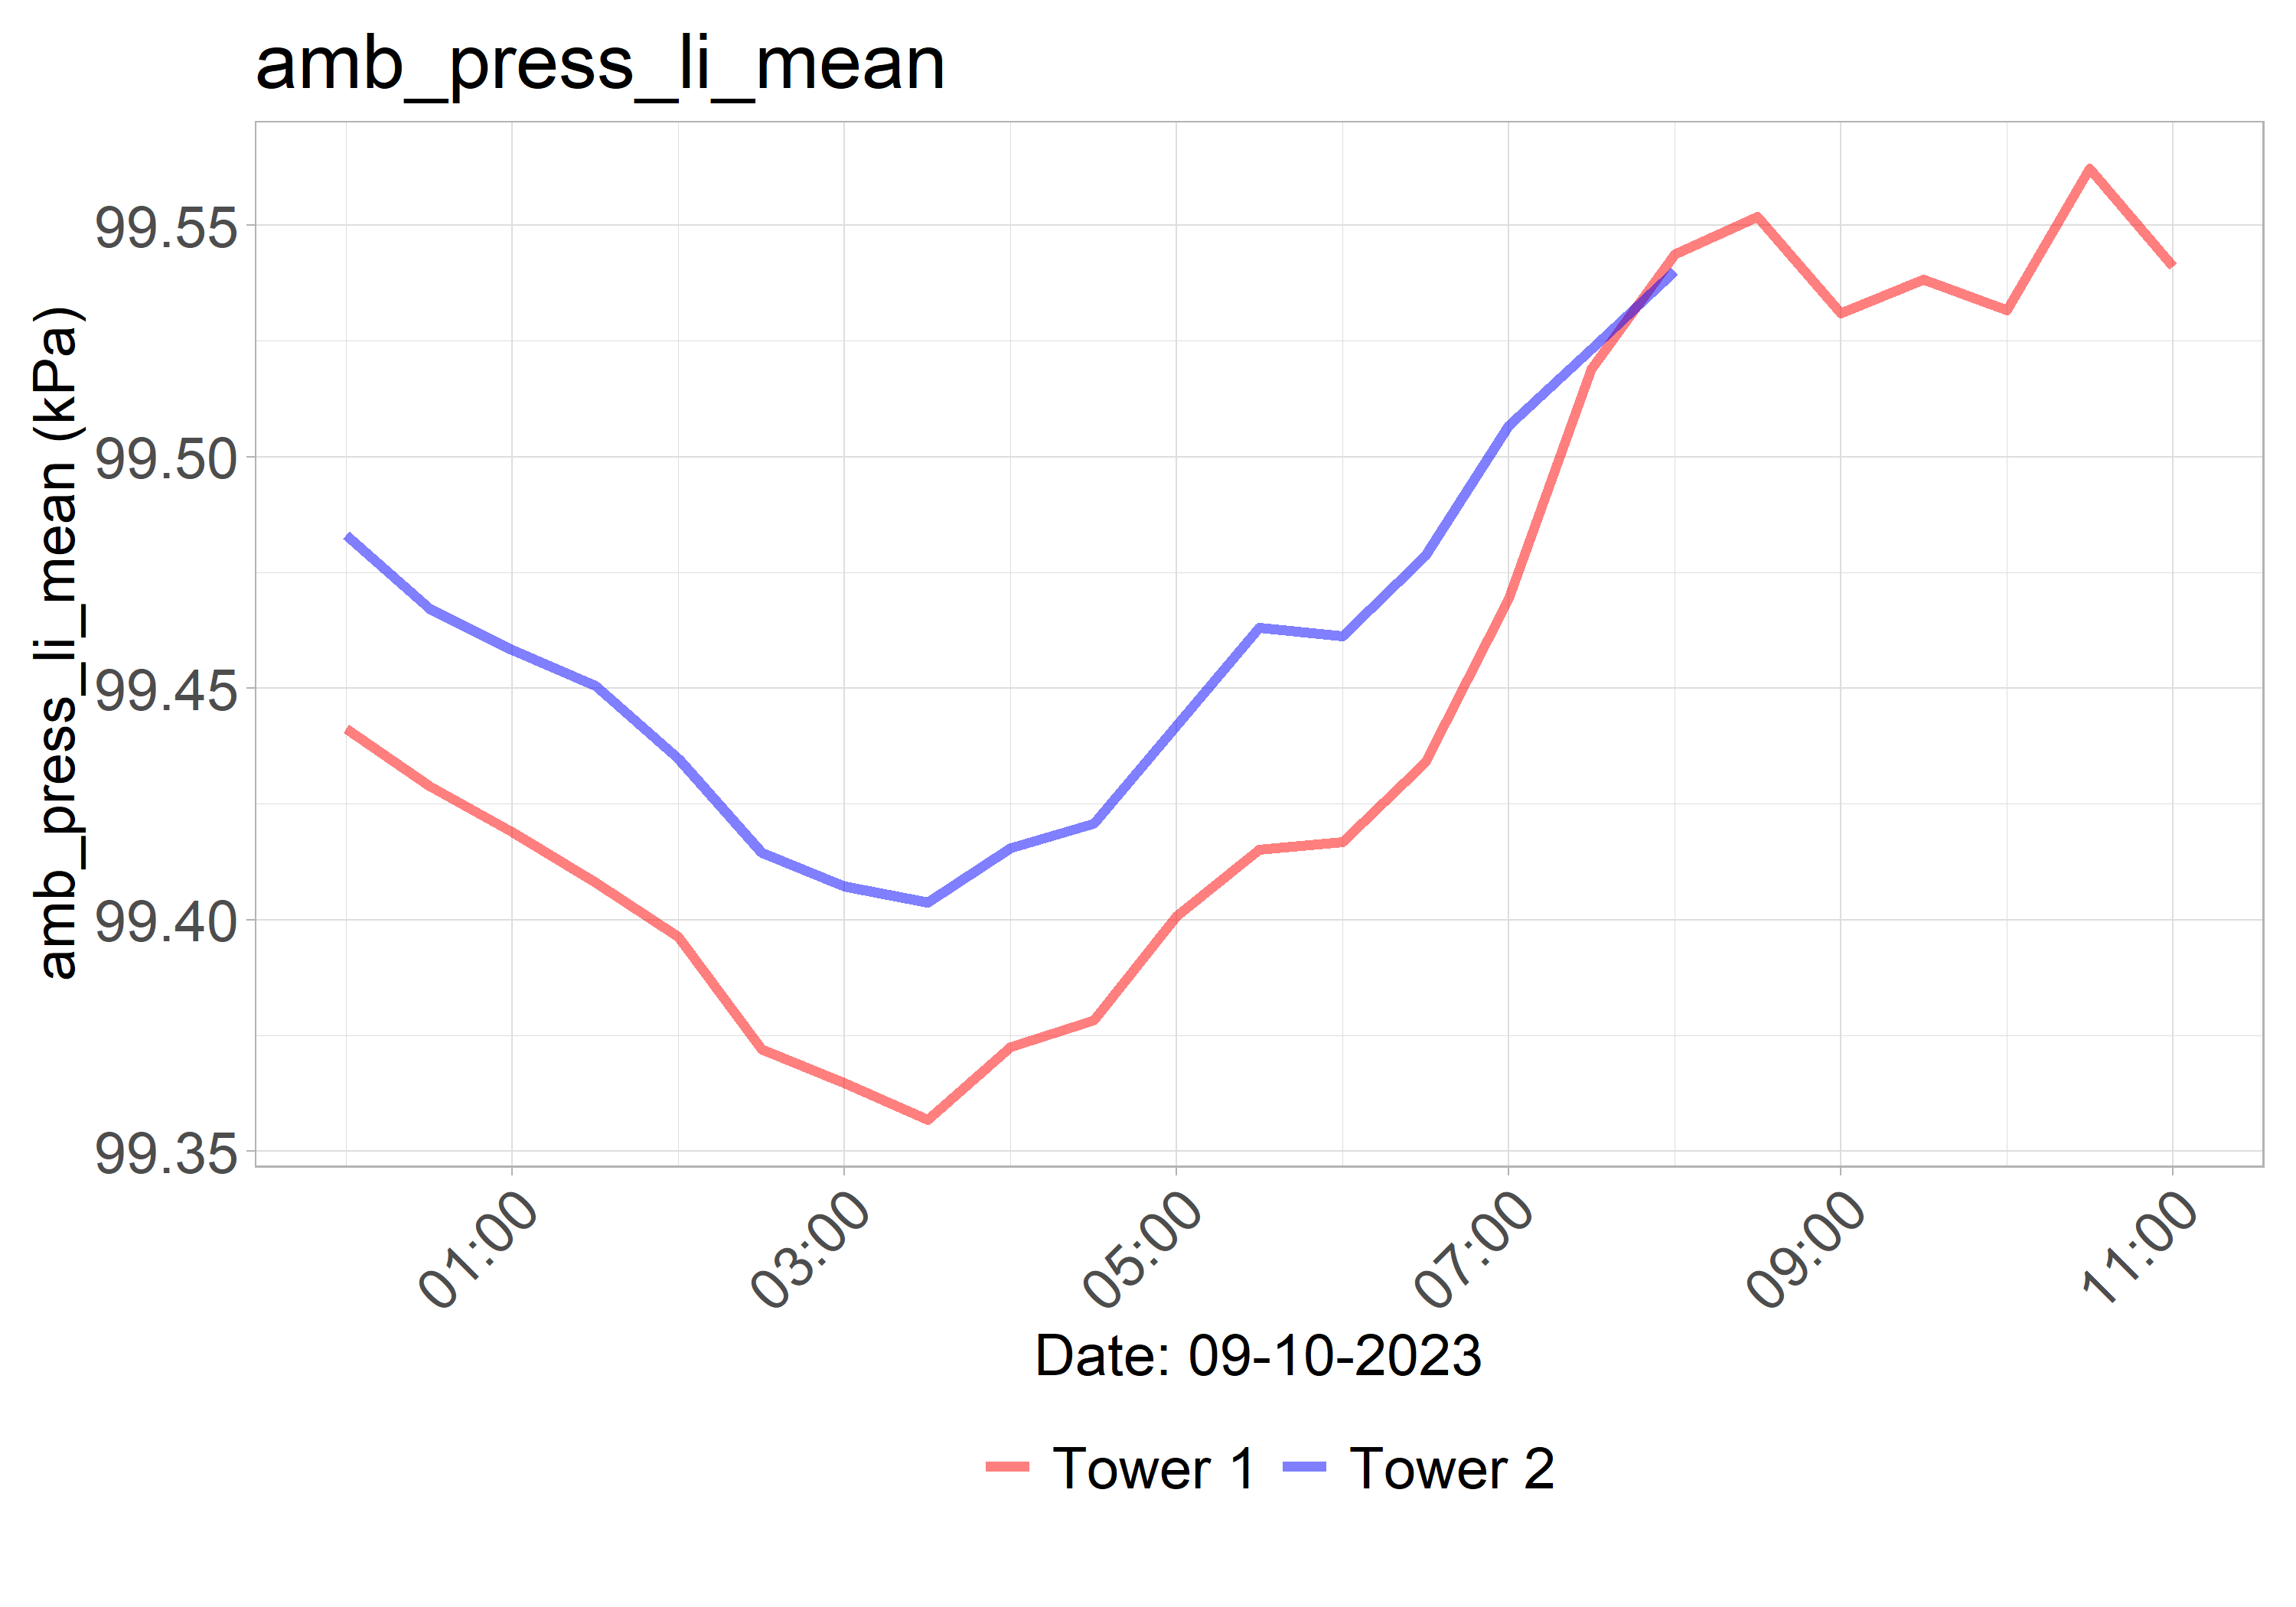 amb_press_li_mean
amb_press_li_mean (kPa)
99.55
99.50
99.45
99.40
99.35
01:00
03:00
05:00
07:00
09:00
11:00
Date: 09-10-2023
Tower 1
Tower 2